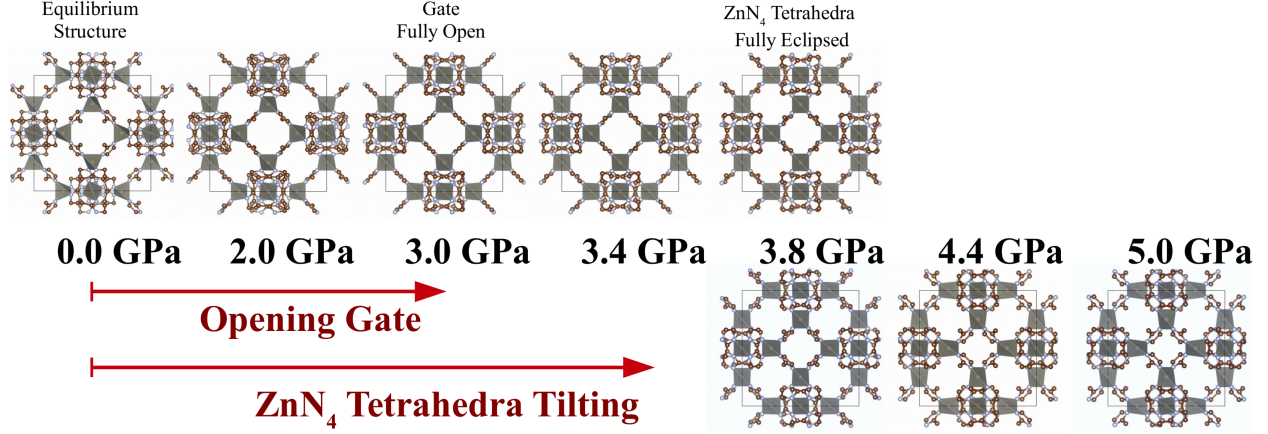 Equilibrium
Structure
Gate
Fully Open
ZnN₄ Tetrahedra
Fully Eclipsed
0.0 GPa
2.0 GPa
3.0 GPa
3.4 GPa
3.8 GPa
4.4 GPa
5.0 GPa
Opening Gate
ZnN₄ Tetrahedra Tilting